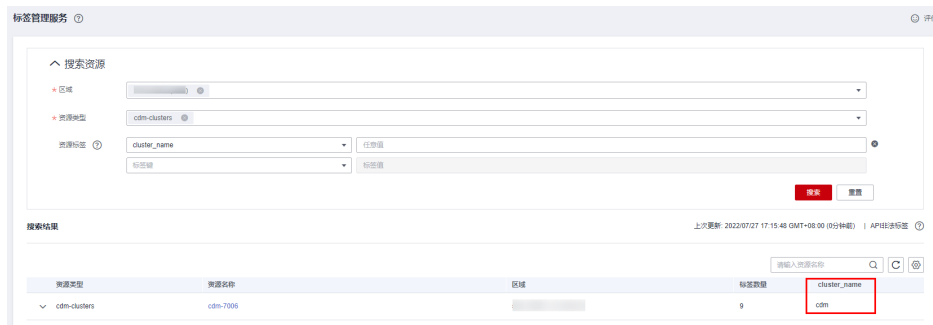 标签管理服务
搜索资源
* 区域
* 资源类型 cdm-clusters
资源标签 cluster_name 任意值
标签键 标签值
搜索 重置
搜索结果 上次更新: 2022/07/27 17:15:48 GMT+08:00 (0分钟前) | API非法标签
请输入资源名称
资源类型 资源名称 区域 标签数量 cluster_name
cdm-clusters cdm-7006 9 cdm